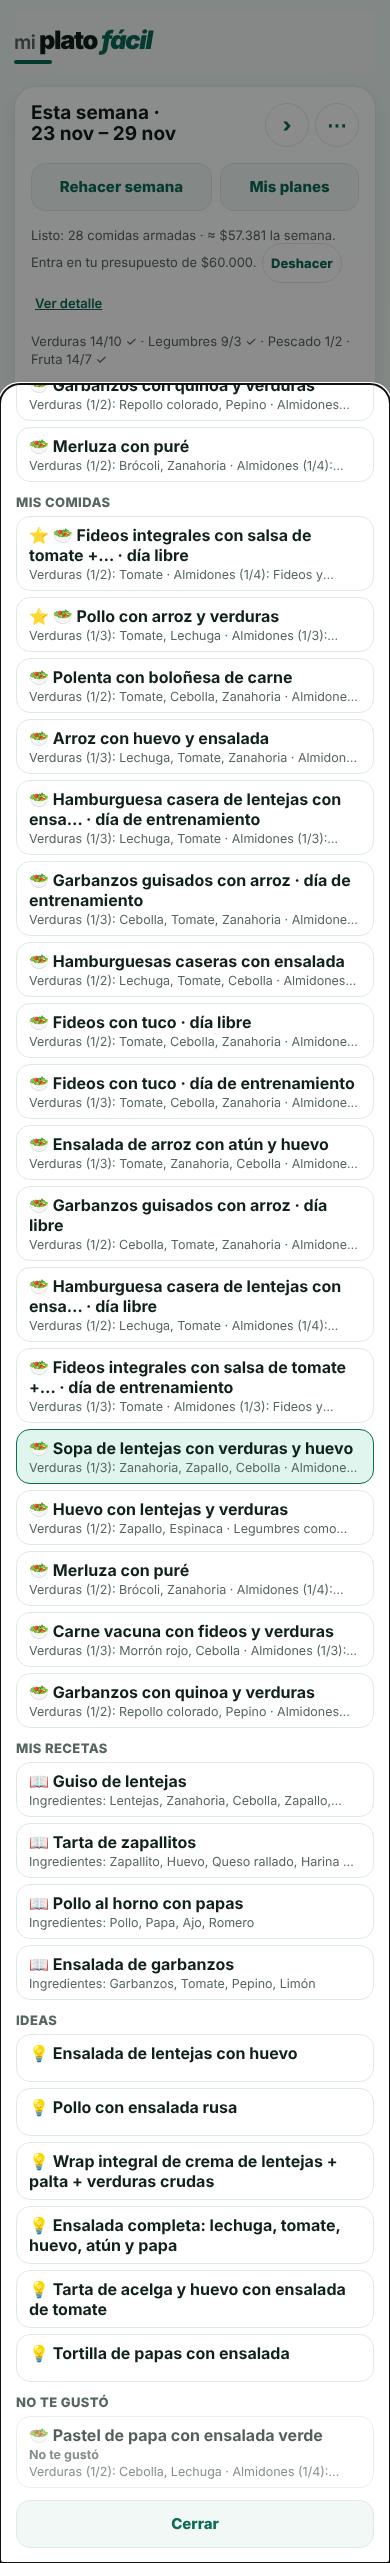 mi plato fácil
Esta semana ·
23 nov – 29 nov
›
⋯
Rehacer semana
Mis planes
Listo: 28 comidas armadas · ≈ $57.381 la semana.
Entra en tu presupuesto de $60.000.
Deshacer
Ver detalle
Verduras 14/10 ✓ · Legumbres 9/3 ✓ · Pescado 1/2 ·
Fruta 14/7 ✓
Garbanzos con quinoa y verduras
Verduras (1/2): Repollo colorado, Pepino · Almidones...
Merluza con puré
Verduras (1/2): Brócoli, Zanahoria · Almidones (1/4):...
MIS COMIDAS
⭐ 🥗 Fideos integrales con salsa de
tomate +... · día libre
Verduras (1/2): Tomate · Almidones (1/4): Fideos y...
⭐ 🥗 Pollo con arroz y verduras
Verduras (1/3): Tomate, Lechuga · Almidones (1/3):...
🥗 Polenta con boloñesa de carne
Verduras (1/2): Tomate, Cebolla, Zanahoria · Almidone...
🥗 Arroz con huevo y ensalada
Verduras (1/3): Lechuga, Tomate, Zanahoria · Almidon...
🥗 Hamburguesa casera de lentejas con
ensa... · día de entrenamiento
Verduras (1/3): Lechuga, Tomate · Almidones (1/3):...
🥗 Garbanzos guisados con arroz · día de
entrenamiento
Verduras (1/3): Cebolla, Tomate, Zanahoria · Almidone...
🥗 Hamburguesas caseras con ensalada
Verduras (1/2): Lechuga, Tomate, Cebolla · Almidones...
🥗 Fideos con tuco · día libre
Verduras (1/2): Tomate, Cebolla, Zanahoria · Almidone...
🥗 Fideos con tuco · día de entrenamiento
Verduras (1/3): Tomate, Cebolla, Zanahoria · Almidone...
🥗 Ensalada de arroz con atún y huevo
Verduras (1/3): Tomate, Zanahoria, Cebolla · Almidone...
🥗 Garbanzos guisados con arroz · día
libre
Verduras (1/2): Cebolla, Tomate, Zanahoria · Almidone...
🥗 Hamburguesa casera de lentejas con
ensa... · día libre
Verduras (1/2): Lechuga, Tomate · Almidones (1/4):...
🥗 Fideos integrales con salsa de tomate
+... · día de entrenamiento
Verduras (1/3): Tomate · Almidones (1/3): Fideos y...
🥗 Sopa de lentejas con verduras y huevo
Verduras (1/3): Zanahoria, Zapallo, Cebolla · Almidone...
🥗 Huevo con lentejas y verduras
Verduras (1/2): Zapallo, Espinaca · Legumbres como...
🥗 Merluza con puré
Verduras (1/2): Brócoli, Zanahoria · Almidones (1/4):...
🥗 Carne vacuna con fideos y verduras
Verduras (1/3): Morrón rojo, Cebolla · Almidones (1/3):...
🥗 Garbanzos con quinoa y verduras
Verduras (1/2): Repollo colorado, Pepino · Almidones...
MIS RECETAS
📖 Guiso de lentejas
Ingredientes: Lentejas, Zanahoria, Cebolla, Zapallo,...
📖 Tarta de zapallitos
Ingredientes: Zapallito, Huevo, Queso rallado, Harina ...
📖 Pollo al horno con papas
Ingredientes: Pollo, Papa, Ajo, Romero
📖 Ensalada de garbanzos
Ingredientes: Garbanzos, Tomate, Pepino, Limón
IDEAS
💡 Ensalada de lentejas con huevo
💡 Pollo con ensalada rusa
💡 Wrap integral de crema de lentejas +
palta + verduras crudas
💡 Ensalada completa: lechuga, tomate,
huevo, atún y papa
💡 Tarta de acelga y huevo con ensalada
de tomate
💡 Tortilla de papas con ensalada
NO TE GUSTÓ
🥗 Pastel de papa con ensalada verde
No te gustó
Verduras (1/2): Cebolla, Lechuga · Almidones (1/4):...
Cerrar